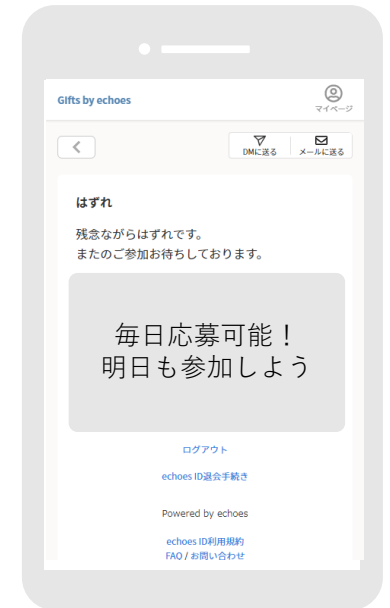 Gifts by echoes
マイページ
DMに送る
メールに送る
はずれ
残念ながらはずれです。
またのご参加お待ちしております。
毎日応募可能！
明日も参加しよう
ログアウト
echoes ID退会手続き
Powered by echoes
echoes ID利用規約
FAQ / お問い合わせ